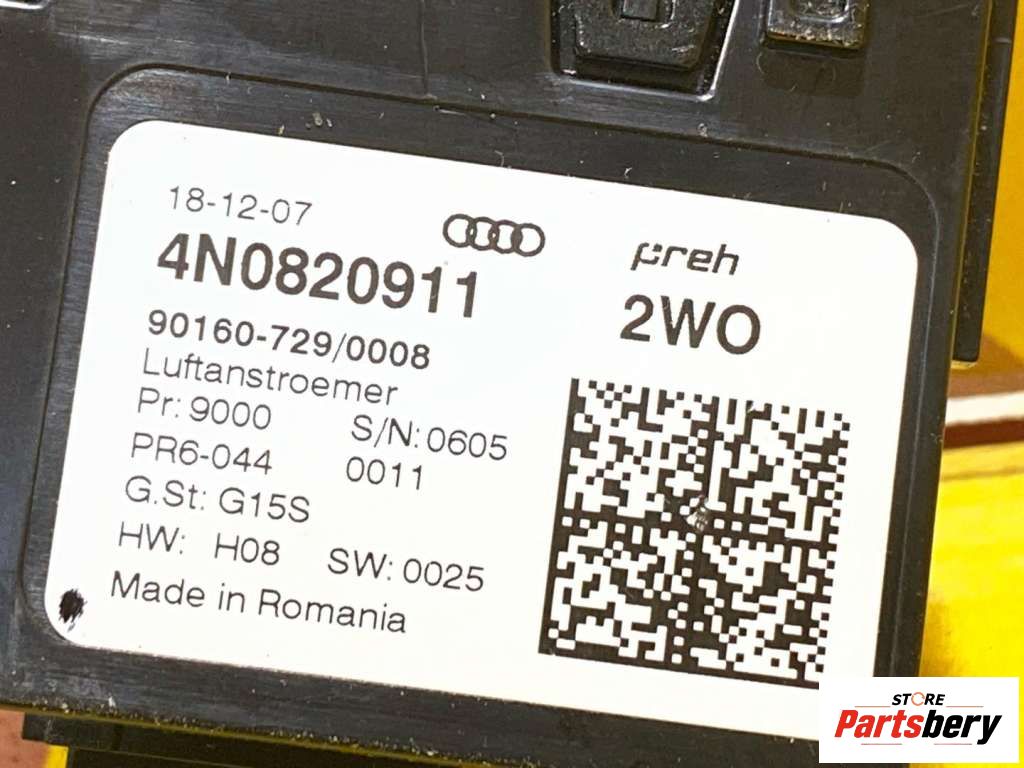 18-12-07
4N0820911
preh
2WO
90160-729/0008
Luftanstroemer
Pr: 9000 S/N: 0605
PR6-044 0011
G.St: G15S
HW: H08 SW: 0025
Made in Romania
STORE
Partsbery